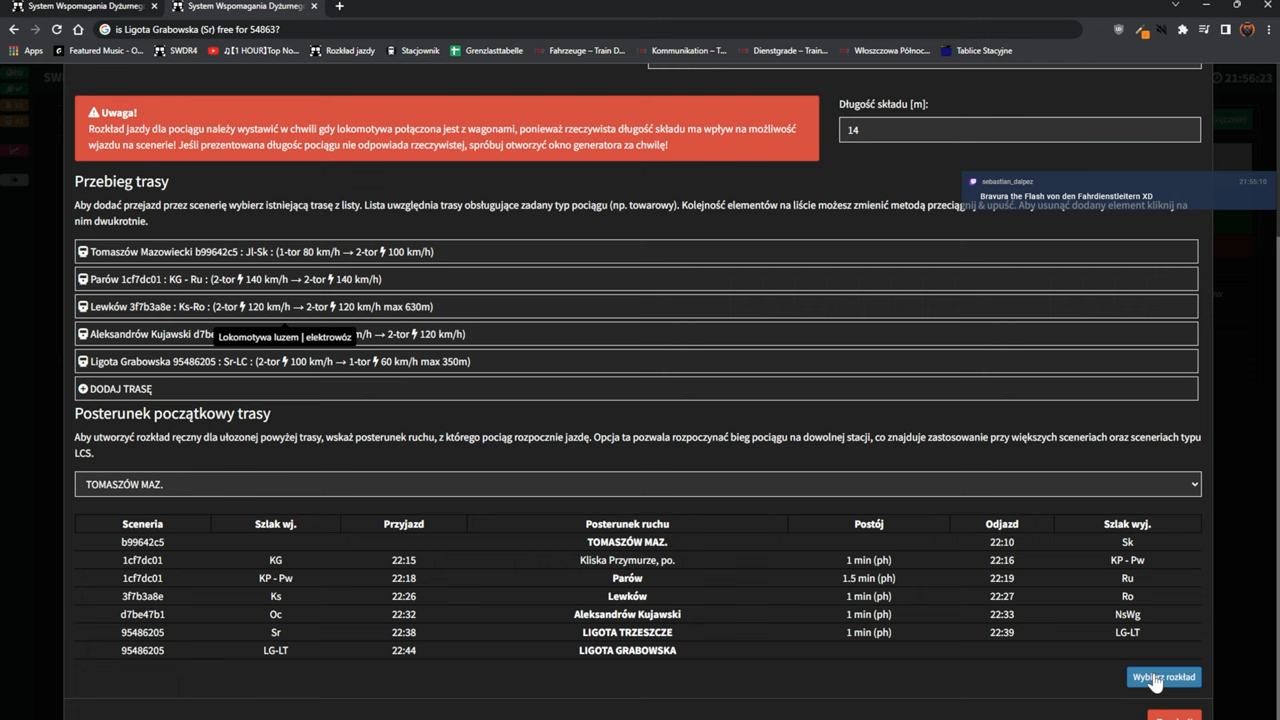 System Wspomagania Dyżurneg
System Wspomagania Dyżurneg
is Ligota Grabowska (Sr) free for 54863?
Apps Featured Music - O... SWDR4 ♫[1 HOUR]Top No... Rozkład jazdy Stacjownik Grenzlasttabelle Fahrzeuge – Train D... Kommunikation – T... Dienstgrade – Train... Włoszczowa Północ... Tablice Stacyjne
21:56:23
Uwaga!
Rozkład jazdy dla pociągu należy wystawić w chwili gdy lokomotywa połączona jest z wagonami, ponieważ rzeczywista długość składu ma wpływ na możliwość
wjazdu na scenerie! Jeśli prezentowana długośc pociągu nie odpowiada rzeczywistej, spróbuj otworzyć okno generatora za chwilę!
Długość składu [m]:
14
sebastian_dalpez 21:55:10
Bravura the Flash von den Fahrdienstleitern XD
Przebieg trasy
Aby dodać przejazd przez scenerię wybierz istniejącą trasę z listy. Lista uwzględnia trasy obsługujące zadany typ pociągu (np. towarowy). Kolejność elementów na liście możesz zmienić metodą przeciągnij & upuść. Aby usunąć dodany element kliknij na
nim dwukrotnie.
Tomaszów Mazowiecki b99642c5 : Jl-Sk : (1-tor 80 km/h → 2-tor 100 km/h)
Parów 1cf7dc01 : KG - Ru : (2-tor 140 km/h → 2-tor 140 km/h)
Lewków 3f7b3a8e : Ks-Ro : (2-tor 120 km/h → 2-tor 120 km/h max 630m)
Lokomotywa luzem | elektrowóz
Aleksandrów Kujawski d7be m/h → 2-tor 120 km/h)
Ligota Grabowska 95486205 : Sr-LC : (2-tor 100 km/h → 1-tor 60 km/h max 350m)
DODAJ TRASĘ
Posterunek początkowy trasy
Aby utworzyć rozkład ręczny dla ułozonej powyżej trasy, wskaż posterunek ruchu, z którego pociąg rozpocznie jazdę. Opcja ta pozwala rozpoczynać bieg pociągu na dowolnej stacji, co znajduje zastosowanie przy większych sceneriach oraz sceneriach typu
LCS.
TOMASZÓW MAZ.
Sceneria Szlak wj. Przyjazd Posterunek ruchu Postój Odjazd Szlak wyj.
b99642c5 TOMASZÓW MAZ. 22:10 Sk
1cf7dc01 KG 22:15 Kliska Przymurze, po. 1 min (ph) 22:16 KP - Pw
1cf7dc01 KP - Pw 22:18 Parów 1.5 min (ph) 22:19 Ru
3f7b3a8e Ks 22:26 Lewków 1 min (ph) 22:27 Ro
d7be47b1 Oc 22:32 Aleksandrów Kujawski 1 min (ph) 22:33 NsWg
95486205 Sr 22:38 LIGOTA TRZESZCZE 1 min (ph) 22:39 LG-LT
95486205 LG-LT 22:44 LIGOTA GRABOWSKA
Wybierz rozkład